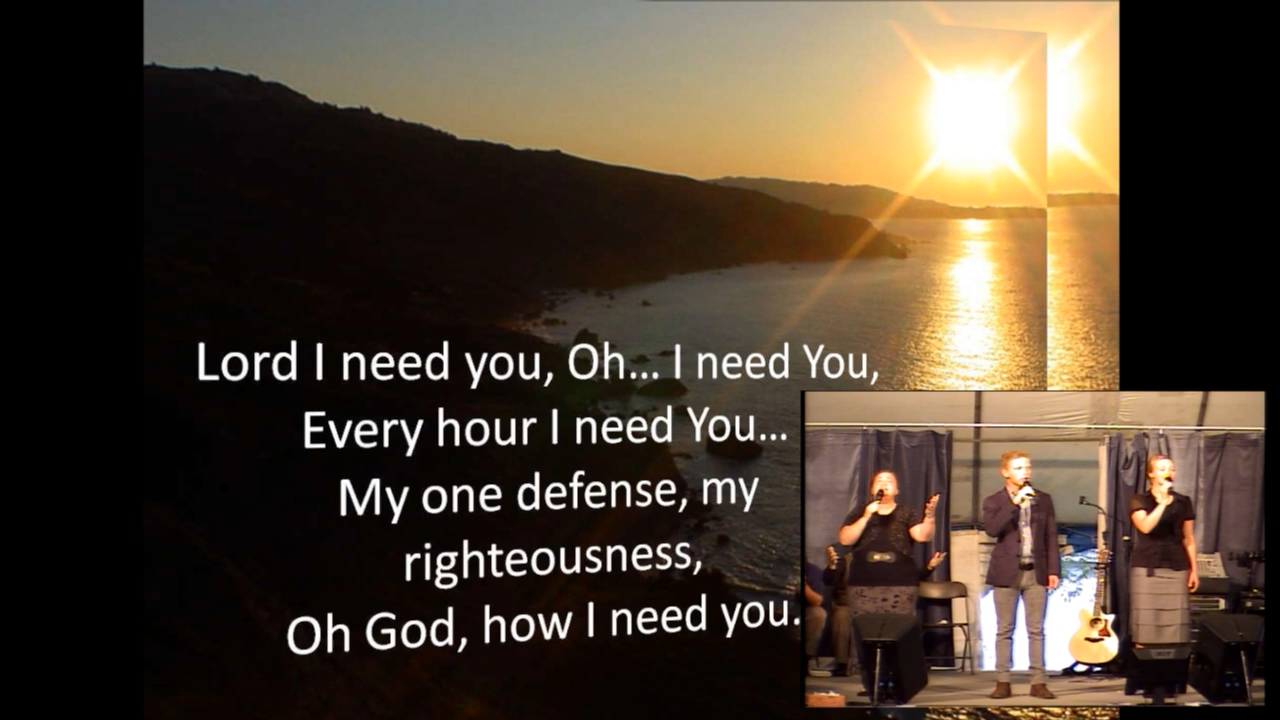 Lord I need you, Oh... I need You,
Every hour I need You...
My one defense, my
righteousness,
Oh God, how I need you.